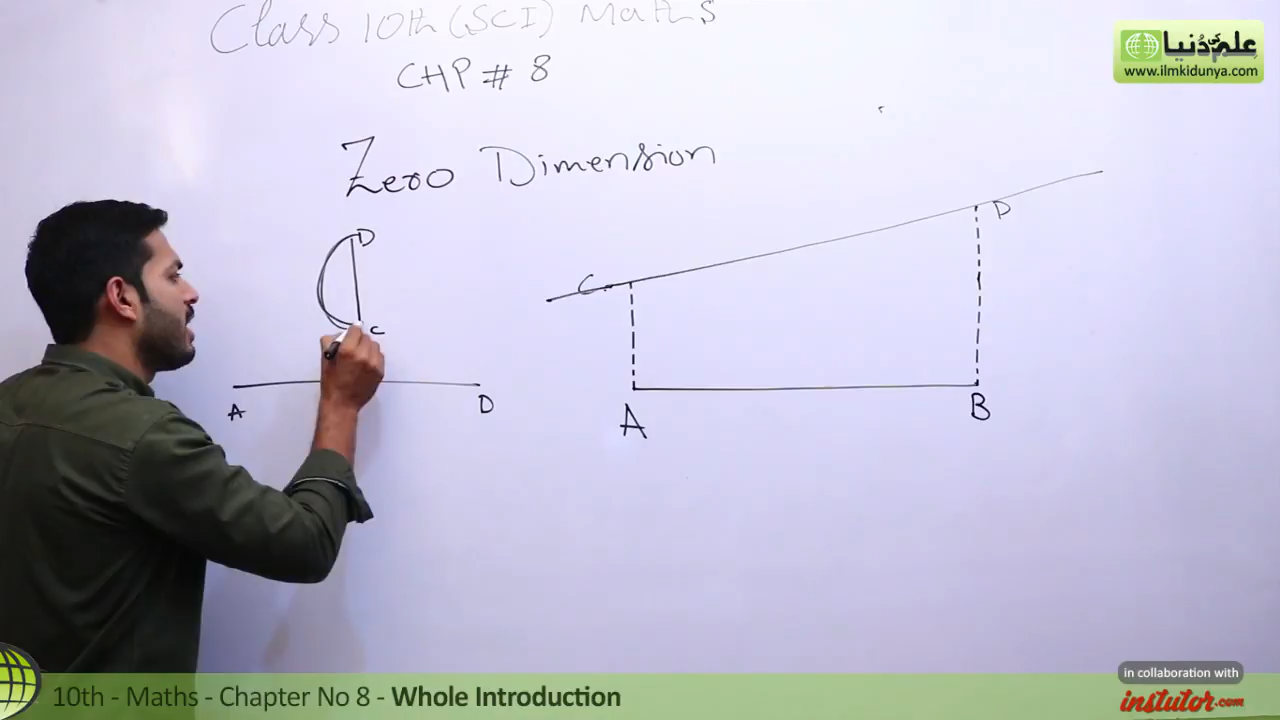 Class 10th (SCI) Maths
CHP # 8
Zero Dimension
علم کی دُنیا
www.ilmkidunya.com
D
C
A
D
C
D
A
B
in collaboration with
instutor.com
10th - Maths - Chapter No 8 - Whole Introduction